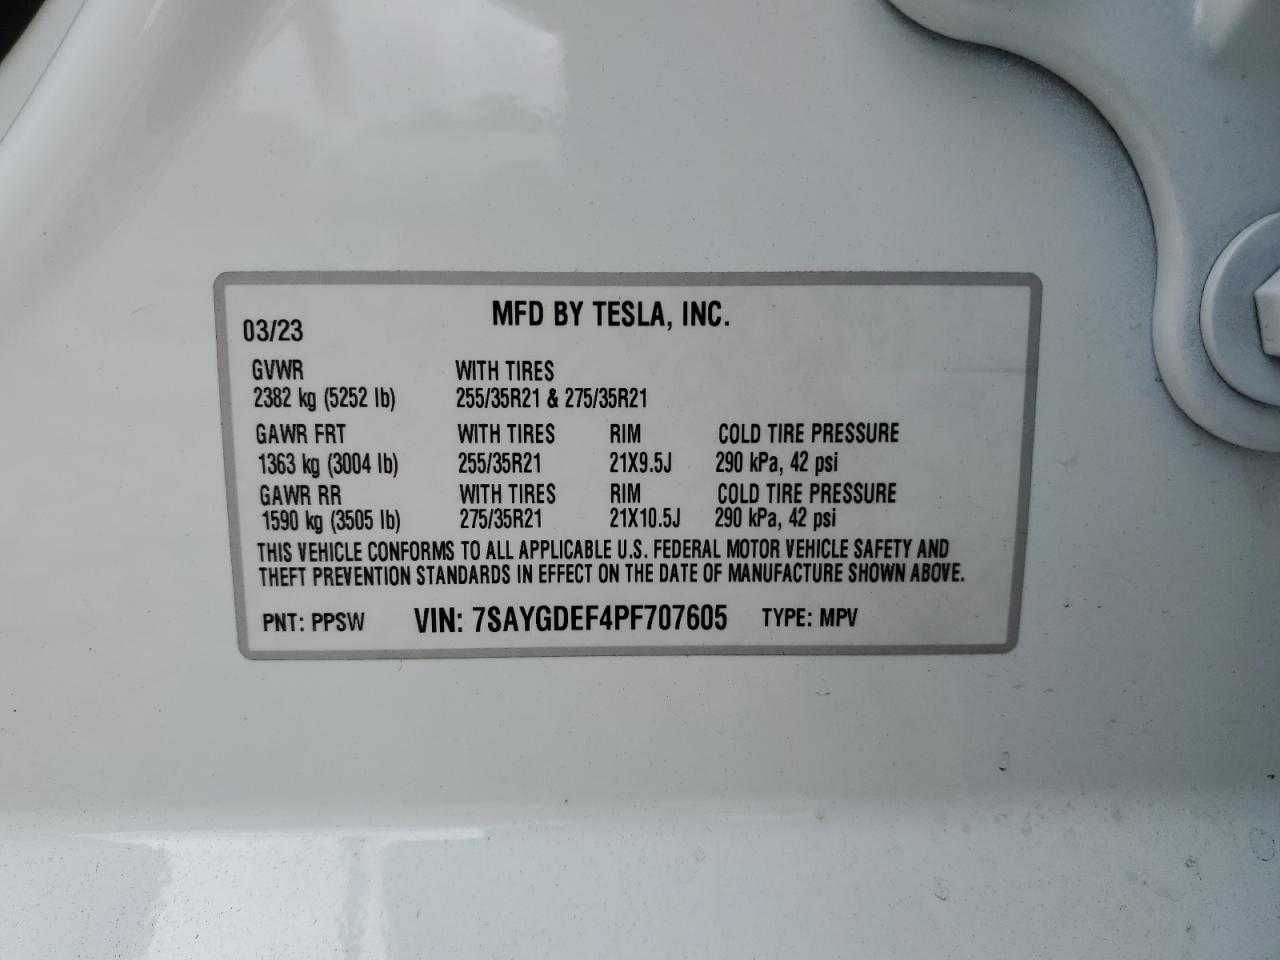 MFD BY TESLA, INC.
03/23
GVWR WITH TIRES
2382 kg (5252 lb) 255/35R21 & 275/35R21
GAWR FRT WITH TIRES RIM COLD TIRE PRESSURE
1363 kg (3004 lb) 255/35R21 21X9.5J 290 kPa, 42 psi
GAWR RR WITH TIRES RIM COLD TIRE PRESSURE
1590 kg (3505 lb) 275/35R21 21X10.5J 290 kPa, 42 psi
THIS VEHICLE CONFORMS TO ALL APPLICABLE U.S. FEDERAL MOTOR VEHICLE SAFETY AND
THEFT PREVENTION STANDARDS IN EFFECT ON THE DATE OF MANUFACTURE SHOWN ABOVE.
PNT: PPSW VIN: 7SAYGDEF4PF707605 TYPE: MPV